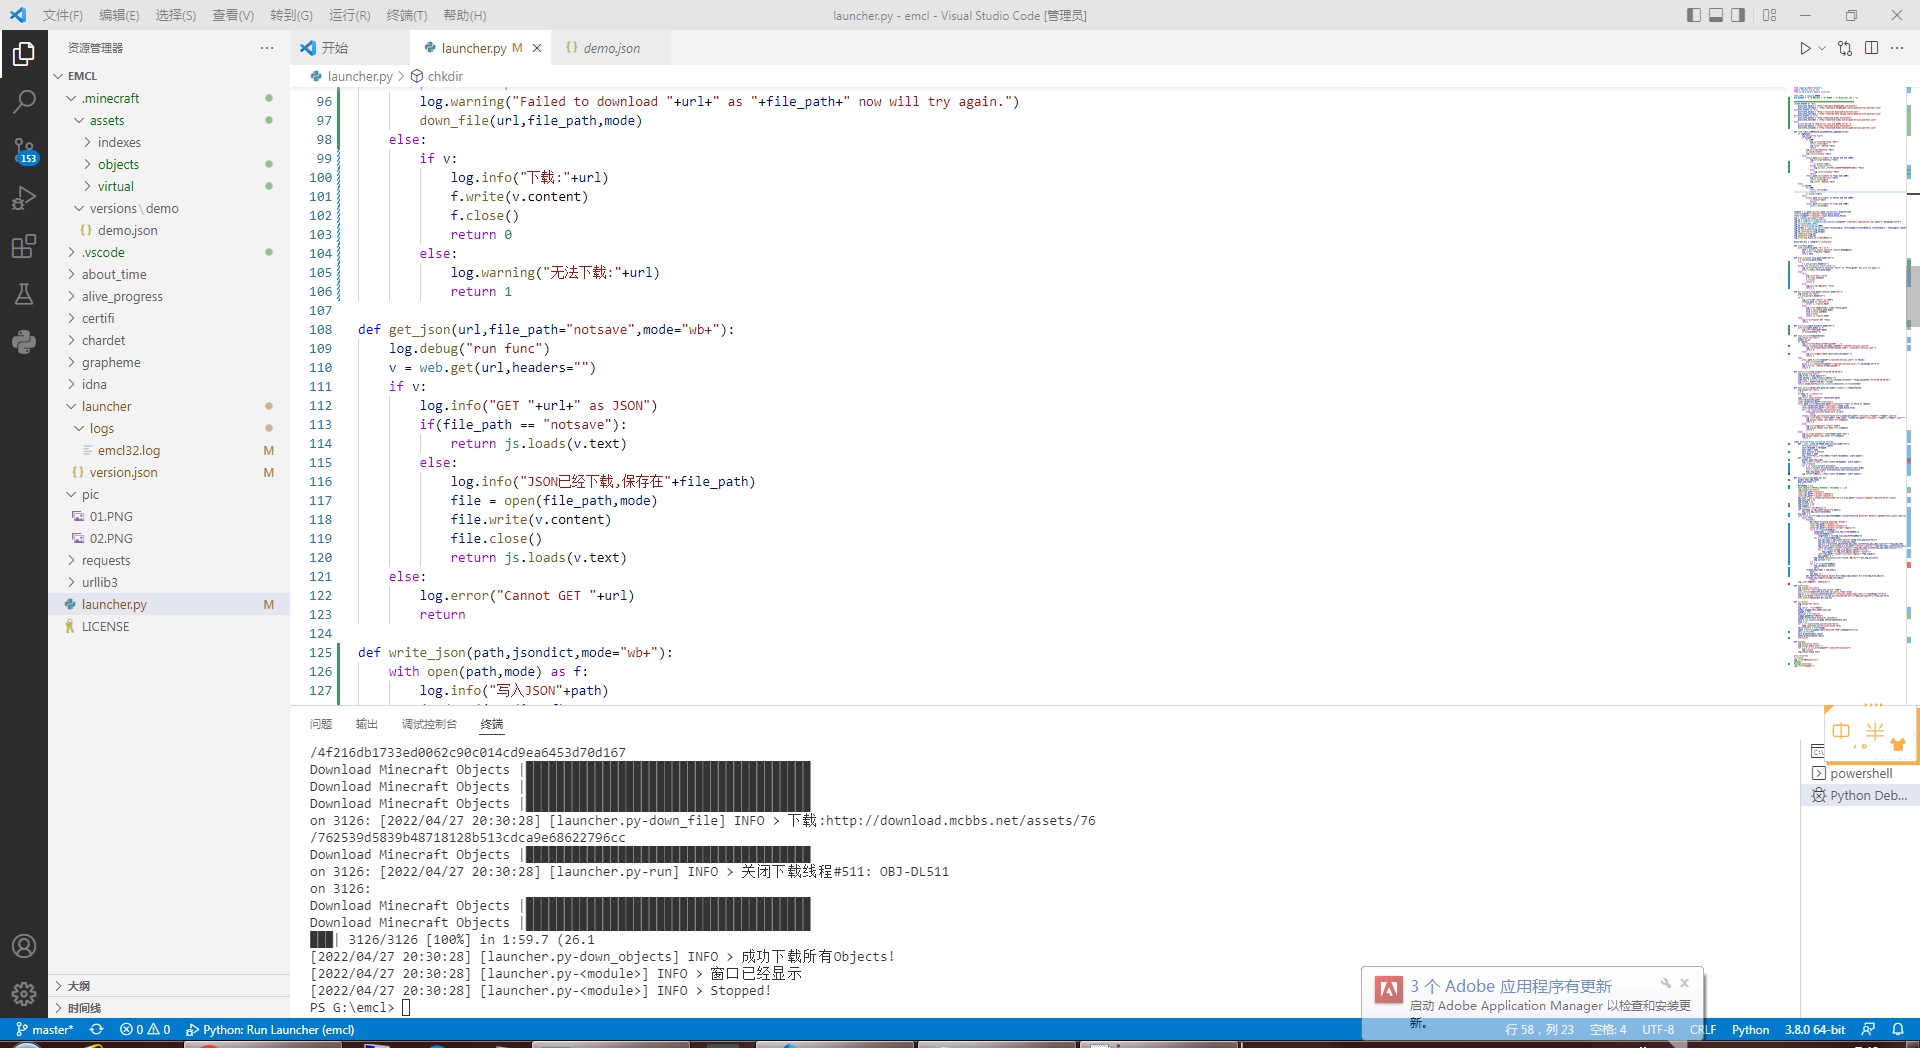 文件(F) 编辑(E) 选择(S) 查看(V) 转到(G) 运行(R) 终端(T) 帮助(H)
launcher.py - emcl - Visual Studio Code [管理员]
资源管理器
EMCL
.minecraft
assets
indexes
objects
virtual
versions\demo
demo.json
.vscode
about_time
alive_progress
certifi
chardet
grapheme
idna
launcher
logs
emcl32.log M
version.json M
pic
01.PNG
02.PNG
requests
urllib3
launcher.py M
LICENSE
大纲
时间线
153
开始 launcher.py M demo.json
launcher.py > chkdir
96 log.warning("Failed to download "+url+" as "+file_path+" now will try again.")
97 down_file(url,file_path,mode)
98 else:
99 if v:
100 log.info("下载:"+url)
101 f.write(v.content)
102 f.close()
103 return 0
104 else:
105 log.warning("无法下载:"+url)
106 return 1
107
108 def get_json(url,file_path="notsave",mode="wb+"):
109 log.debug("run func")
110 v = web.get(url,headers="")
111 if v:
112 log.info("GET "+url+" as JSON")
113 if(file_path == "notsave"):
114 return js.loads(v.text)
115 else:
116 log.info("JSON已经下载,保存在"+file_path)
117 file = open(file_path,mode)
118 file.write(v.content)
119 file.close()
120 return js.loads(v.text)
121 else:
122 log.error("Cannot GET "+url)
123 return
124
125 def write_json(path,jsondict,mode="wb+"):
126 with open(path,mode) as f:
127 log.info("写入JSON"+path)
问题 输出 调试控制台 终端
/4f216db1733ed0062c90c014cd9ea6453d70d167
Download Minecraft Objects |
Download Minecraft Objects |
Download Minecraft Objects |
on 3126: [2022/04/27 20:30:28] [launcher.py-down_file] INFO > 下载:http://download.mcbbs.net/assets/76
/762539d5839b48718128b513cdca9e68622796cc
Download Minecraft Objects |
on 3126: [2022/04/27 20:30:28] [launcher.py-run] INFO > 关闭下载线程#511: OBJ-DL511
on 3126:
Download Minecraft Objects |
Download Minecraft Objects |
| 3126/3126 [100%] in 1:59.7 (26.1
[2022/04/27 20:30:28] [launcher.py-down_objects] INFO > 成功下载所有Objects!
[2022/04/27 20:30:28] [launcher.py-<module>] INFO > 窗口已经显示
[2022/04/27 20:30:28] [launcher.py-<module>] INFO > Stopped!
PS G:\emcl>
中 半
powershell
Python Deb...
3 个 Adobe 应用程序有更新
启动 Adobe Application Manager 以检查和安装更
新。
master* 0 0 Python: Run Launcher (emcl)
行 58，列 23 空格: 4 UTF-8 CRLF Python 3.8.0 64-bit